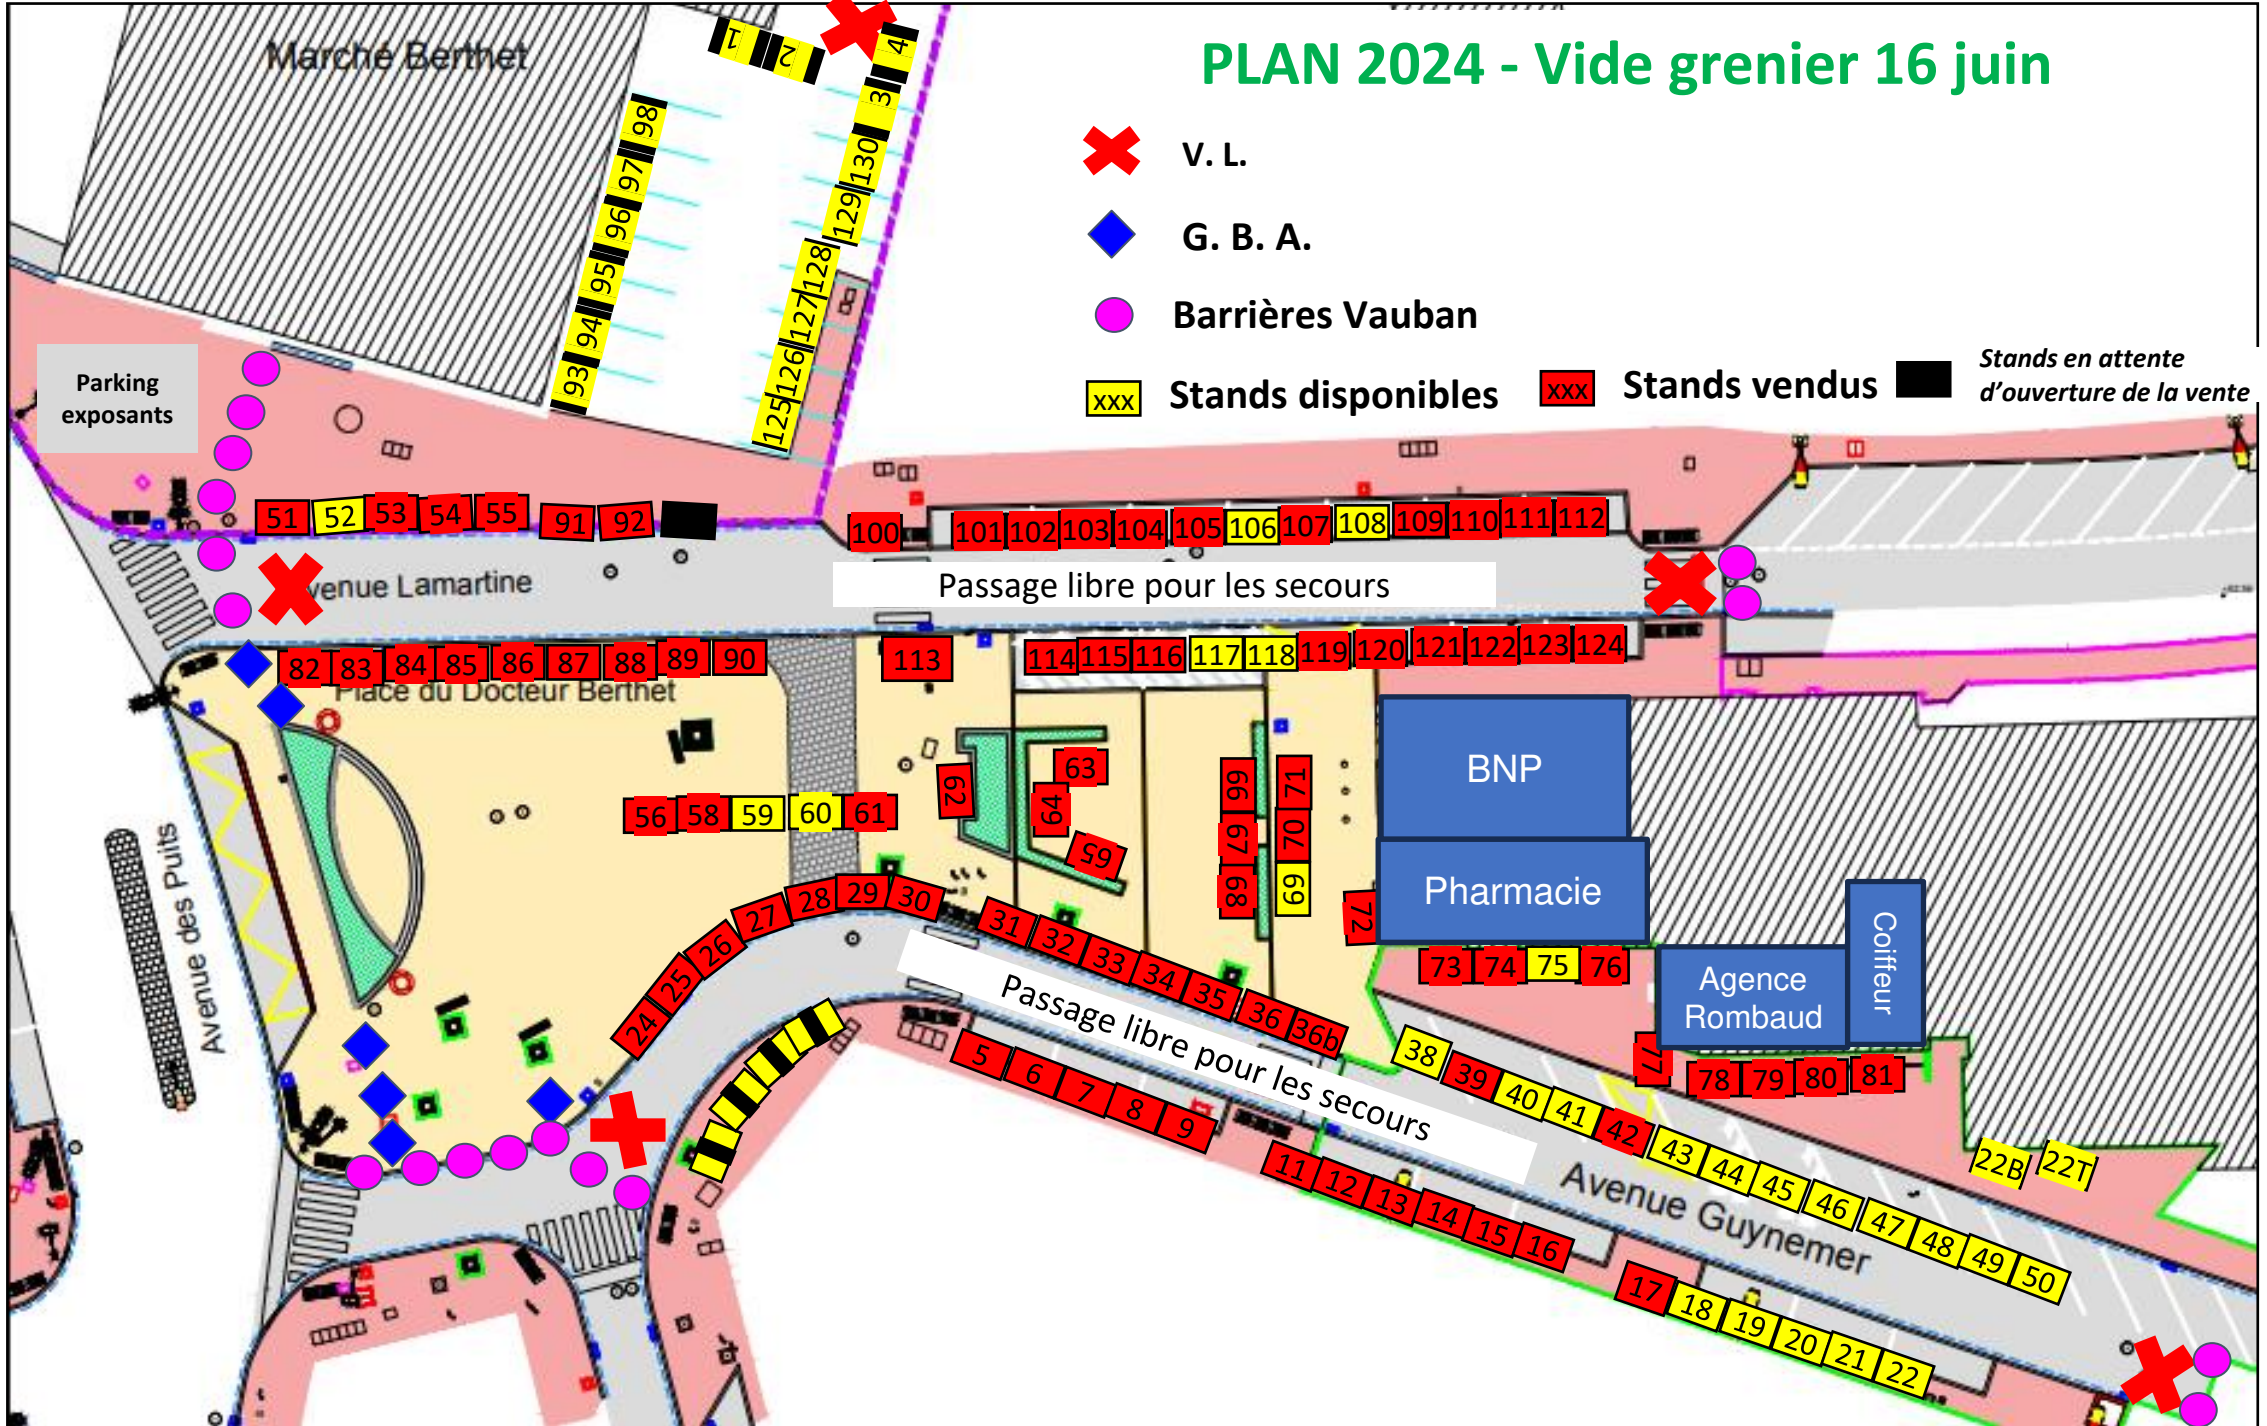 PLAN 2024 - Vide grenier 16 juin
V. L.
G. B. A.
Barrières Vauban
xxx Stands disponibles
xxx Stands vendus
Stands en attente
d'ouverture de la vente
Marché Berthet
1 2
4
3
130
129
128
127
126
125
98
97
96
95
94
93
Parking
exposants
51 52 53 54 55 91 92
100 101 102 103 104 105 106 107 108 109 110 111 112
venue Lamartine
Passage libre pour les secours
82 83 84 85 86 87 88 89 90 113 114 115 116 117 118 119 120 121 122 123 124
Place du Docteur Berthet
Avenue des Puits
56 58 59 60 61
62
63
64
65
66
67
68
71
70
69
72
BNP
Pharmacie
73 74 75 76
Agence
Rombaud
Coiffeur
77
78 79 80 81
24 25 26 27 28 29 30 31 32 33 34 35 36 36b
Passage libre pour les secours
5 6 7 8 9
11 12 13 14 15 16
17 18 19 20 21 22
38 39 40 41 42 43 44 45 46 47 48 49 50
22B 22T
Avenue Guynemer